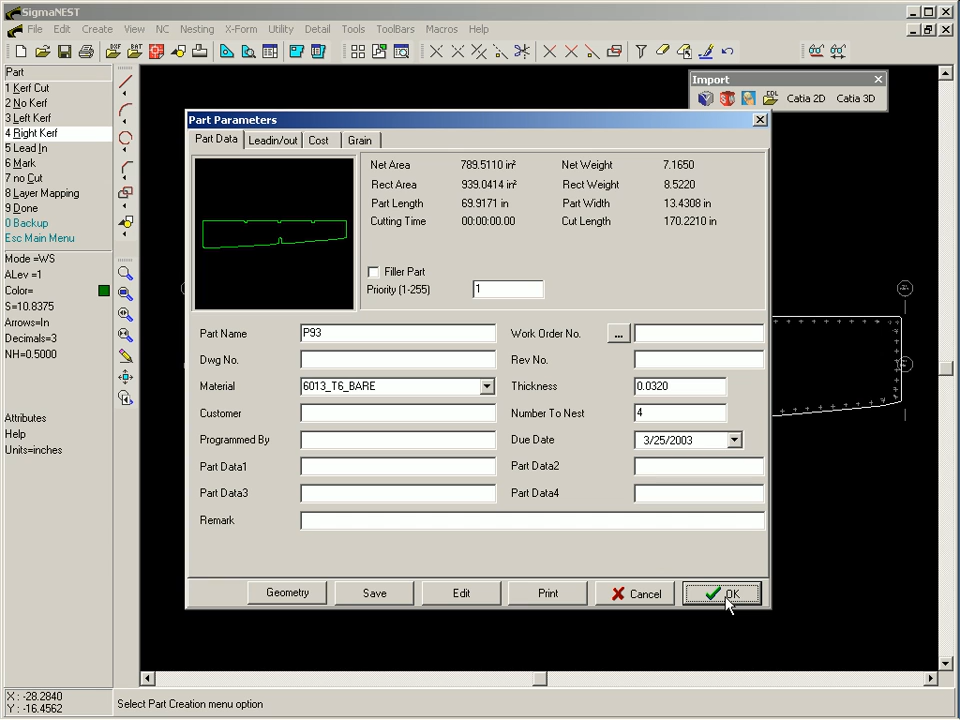 SigmaNEST
File Edit Create View NC Nesting X-Form Utility Detail Tools ToolBars Macros Help
DXF BAT
Part
1 Kerf Cut
2 No Kerf
3 Left Kerf
4 Right Kerf
5 Lead In
6 Mark
7 no Cut
8 Layer Mapping
9 Done
0 Backup
Esc Main Menu
Mode =WS
ALev =1
Color=
S=10.8375
Arrows=In
Decimals=3
NH=0.5000
Attributes
Help
Units=inches
Import
CDL Catia 2D Catia 3D
Part Parameters
Part Data Leadin/out Cost Grain
Net Area 789.5110 in² Net Weight 7.1650
Rect Area 939.0414 in² Rect Weight 8.5220
Part Length 69.9171 in Part Width 13.4308 in
Cutting Time 00:00:00.00 Cut Length 170.2210 in
Filler Part
Priority (1-255) 1
Part Name P93 Work Order No. ...
Dwg No. Rev No.
Material 6013_T6_BARE Thickness 0.0320
Customer Number To Nest 4
Programmed By Due Date 3/25/2003
Part Data1 Part Data2
Part Data3 Part Data4
Remark
Geometry Save Edit Print Cancel OK
X : -28.2840
Y : -16.4562
Select Part Creation menu option